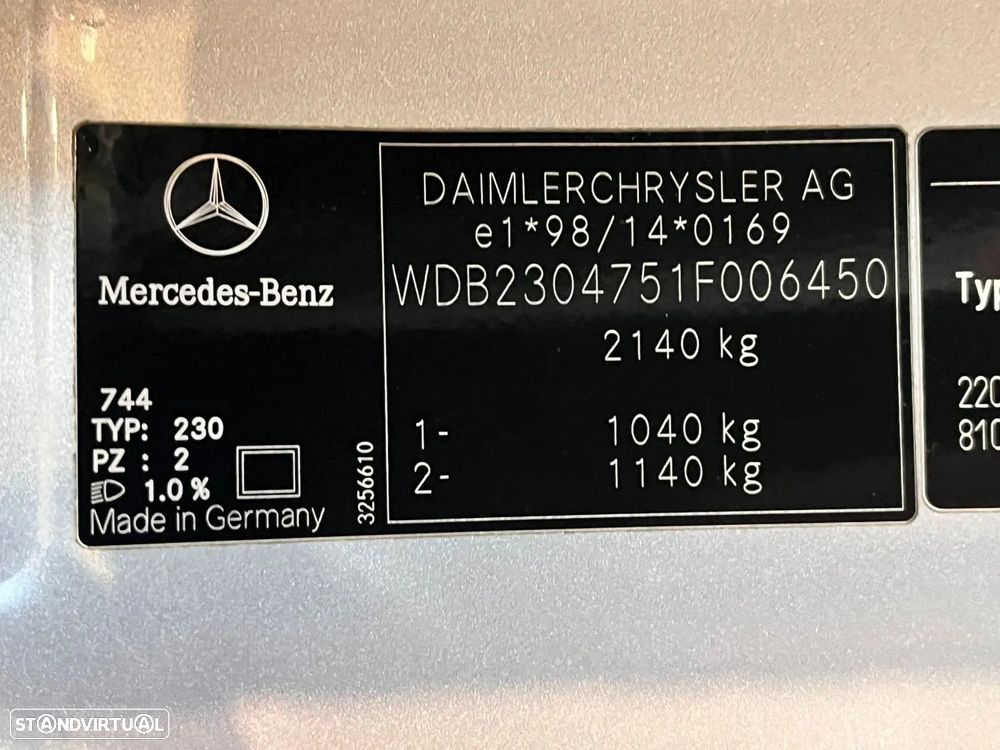 Mercedes-Benz
744
TYP: 230
PZ : 2
1.0 %
Made in Germany
3256610
DAIMLERCHRYSLER AG
e1*98/14*0169
WDB2304751F006450
2140 kg
1- 1040 kg
2- 1140 kg
Typ
220
810
STANDVIRTUAL